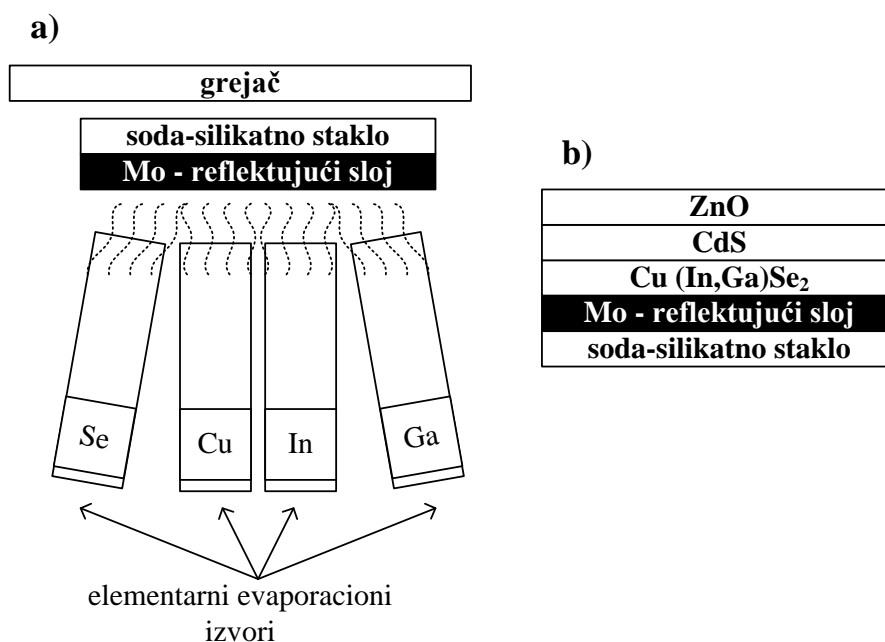 a)
grejač
soda-silikatno staklo
Mo - reflektujući sloj
Se
Cu
In
Ga
elementarni evaporacioni
izvori
b)
ZnO
CdS
Cu (In,Ga)Se₂
Mo - reflektujući sloj
soda-silikatno staklo